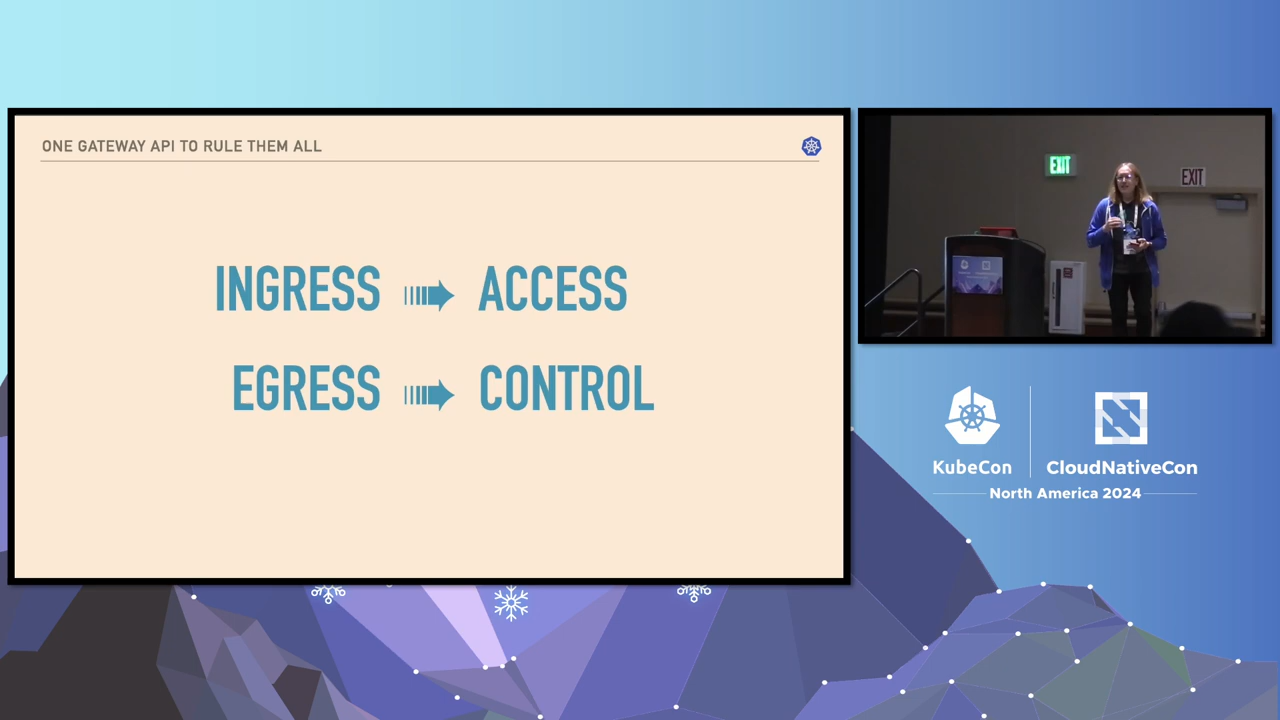 ONE GATEWAY API TO RULE THEM ALL
INGRESS ACCESS
EGRESS CONTROL
EXIT
EXIT
KubeCon
CloudNativeCon
North America 2024